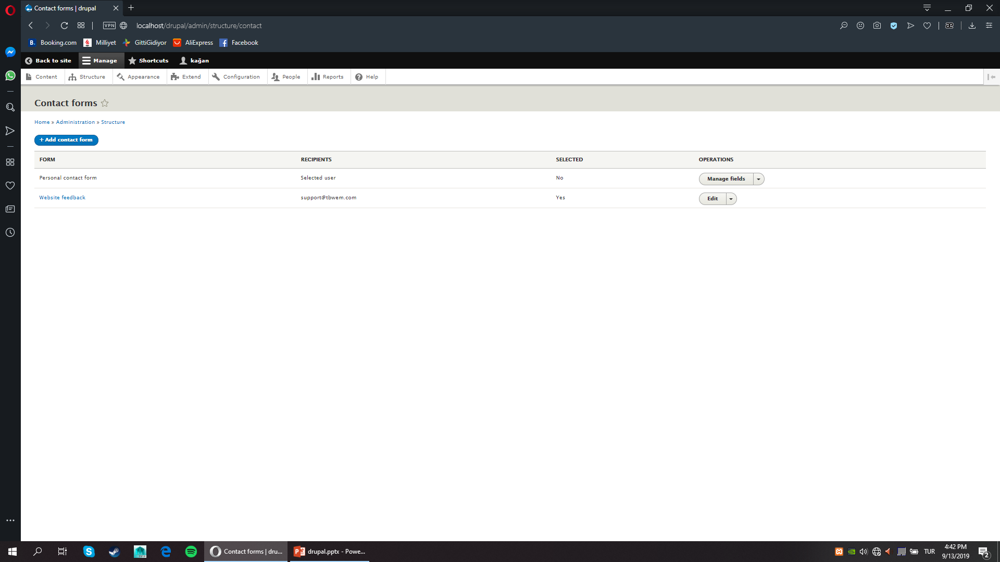 Contact forms | drupal
VPN
localhost/drupal/admin/structure/contact
B. Booking.com Milliyet GittiGidiyor AliExpress Facebook
Back to site Manage Shortcuts kağan
Content Structure Appearance Extend Configuration People Reports Help
Contact forms
Home » Administration » Structure
+ Add contact form
FORM RECIPIENTS SELECTED OPERATIONS
Personal contact form Selected user No Manage fields
Website feedback support@tbwem.com Yes Edit
Contact forms | dru... drupal.pptx - Powe... TUR 4:42 PM
9/13/2019 2